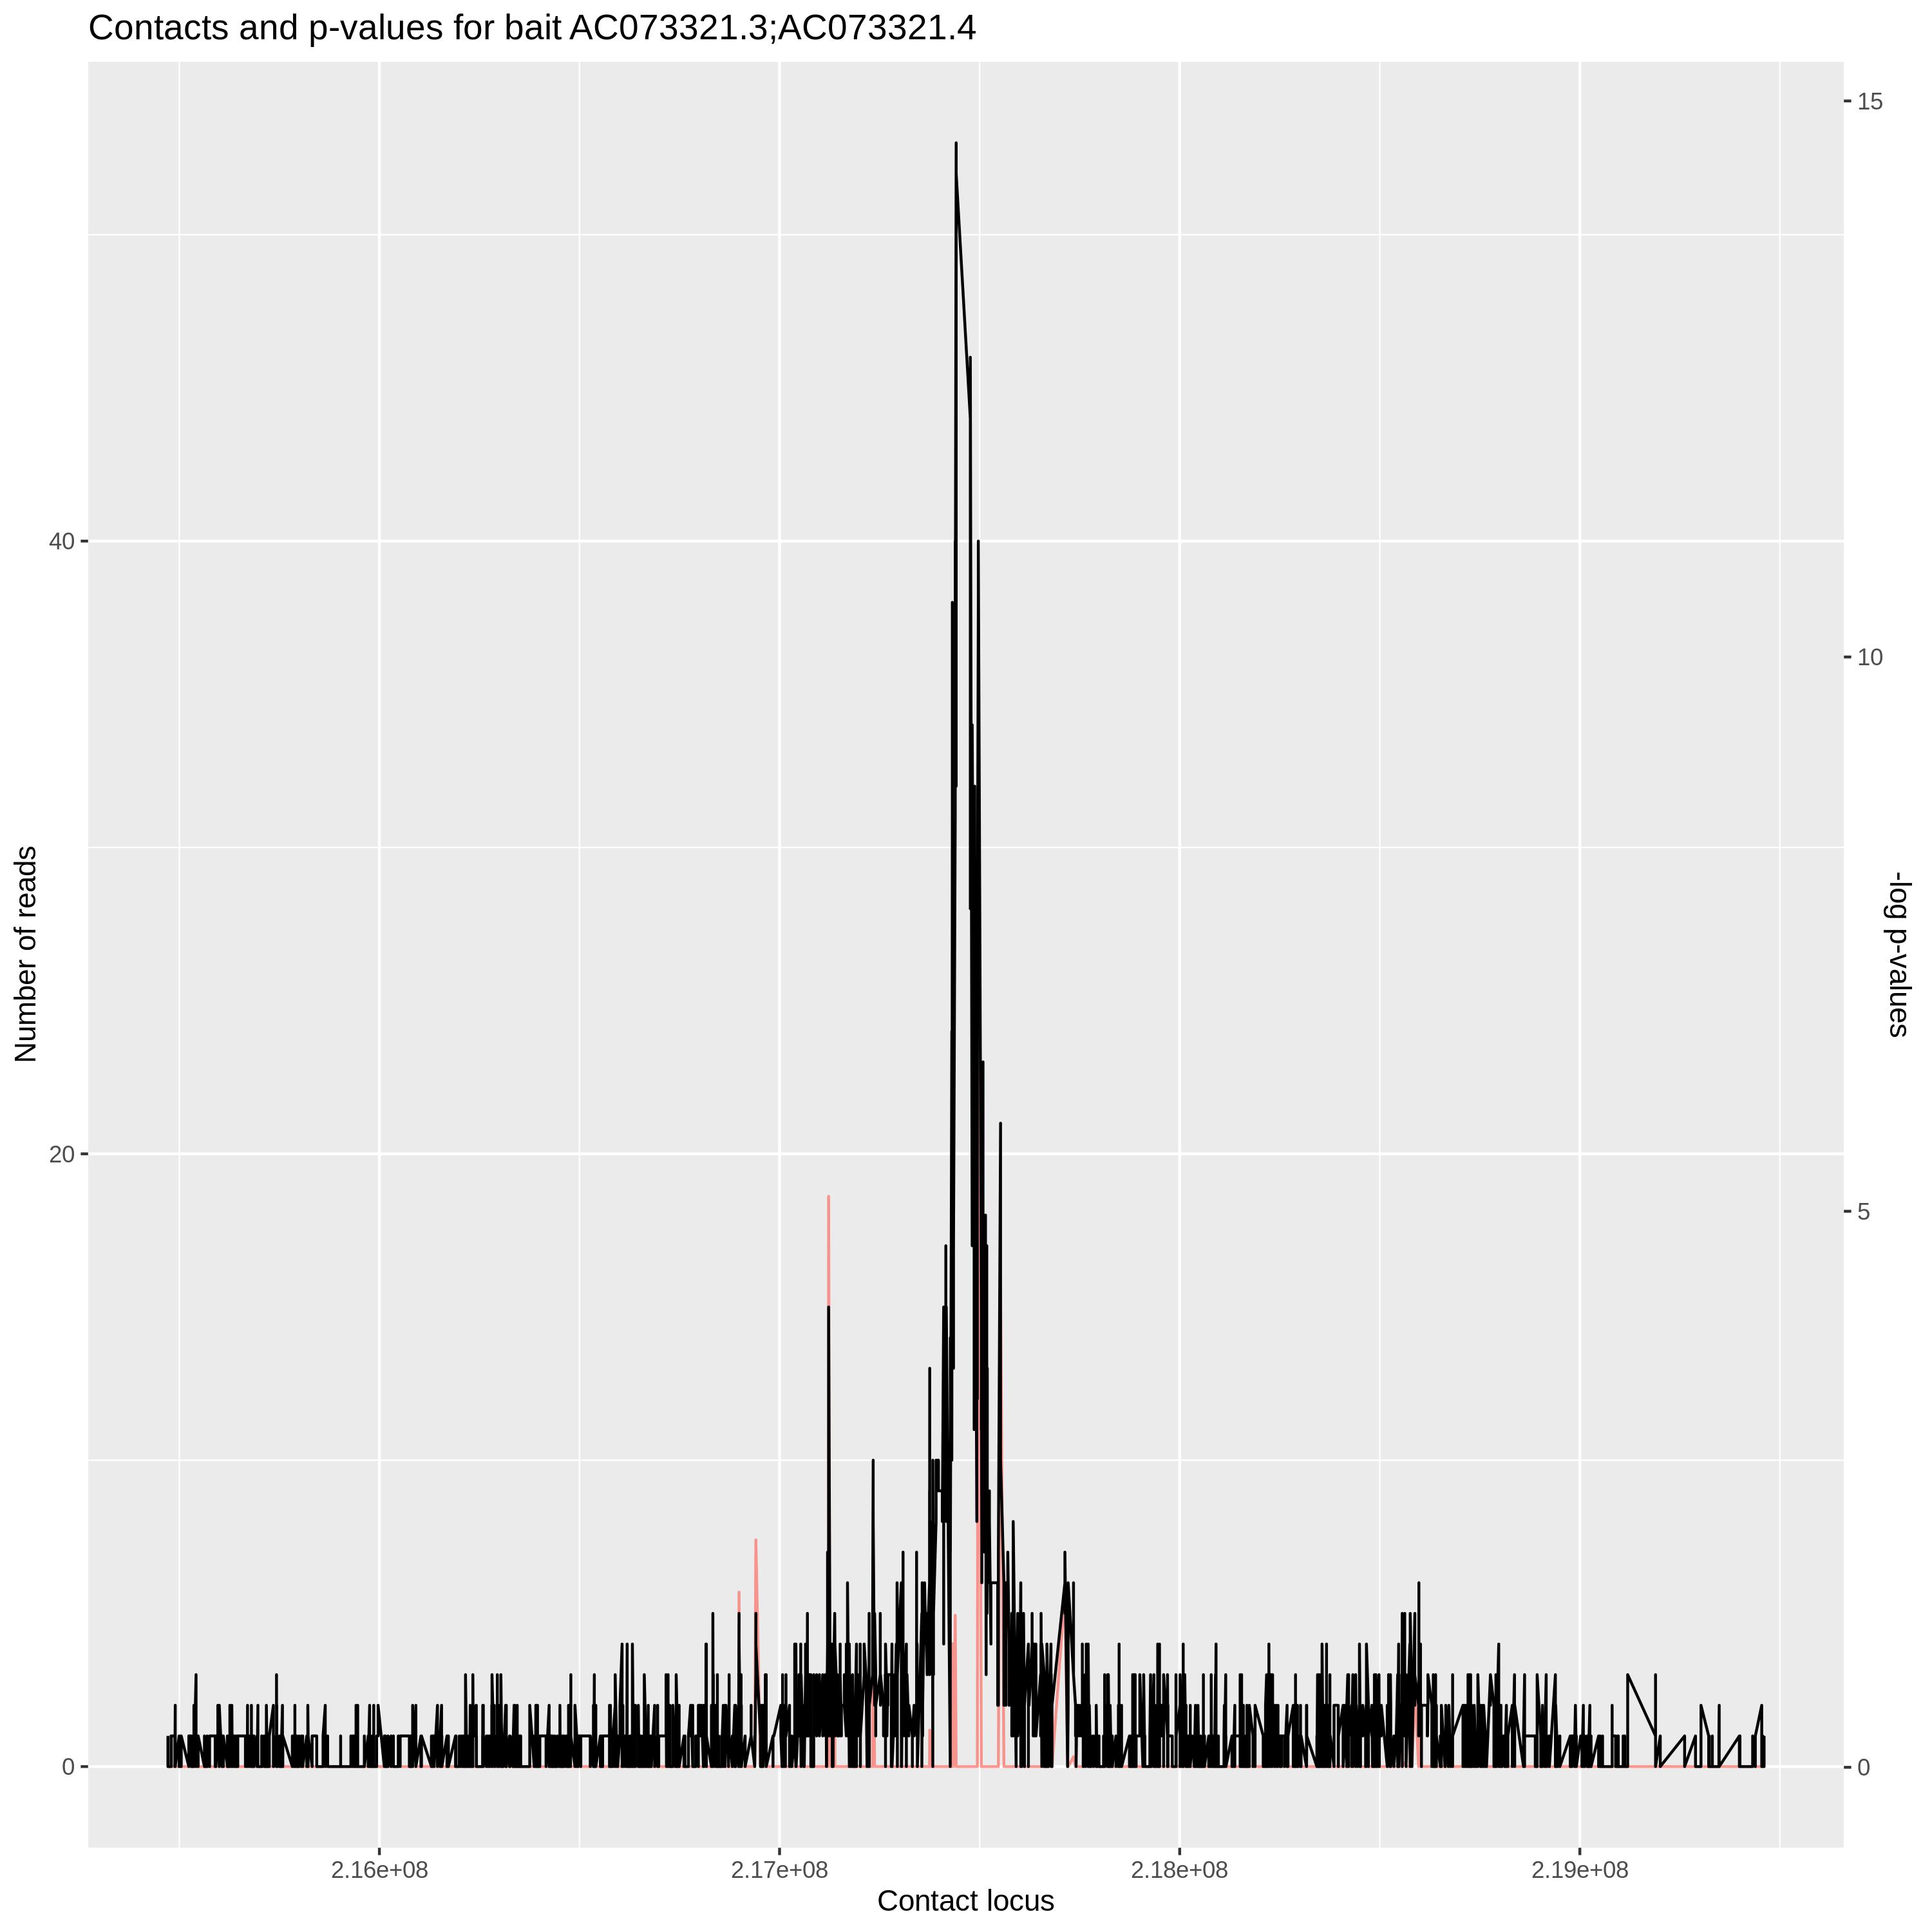 Contacts and p-values for bait AC073321.3;AC073321.4
15
40
10
Number of reads
-log p-values
20
5
0
0
2.16e+08
2.17e+08
2.18e+08
2.19e+08
Contact locus